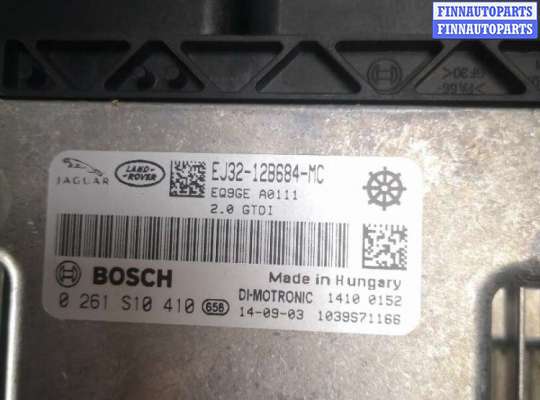 FINNAUTOPARTS
FINNAUTOPARTS
JAGUAR
LAND-
ROVER
EJ32-12B684-MC
EQ9GE A0111
2.0 GTDI
BOSCH
Made in Hungary
0 261 S10 410 658
DI-MOTRONIC 1410 0152
14-09-03 1039S71166